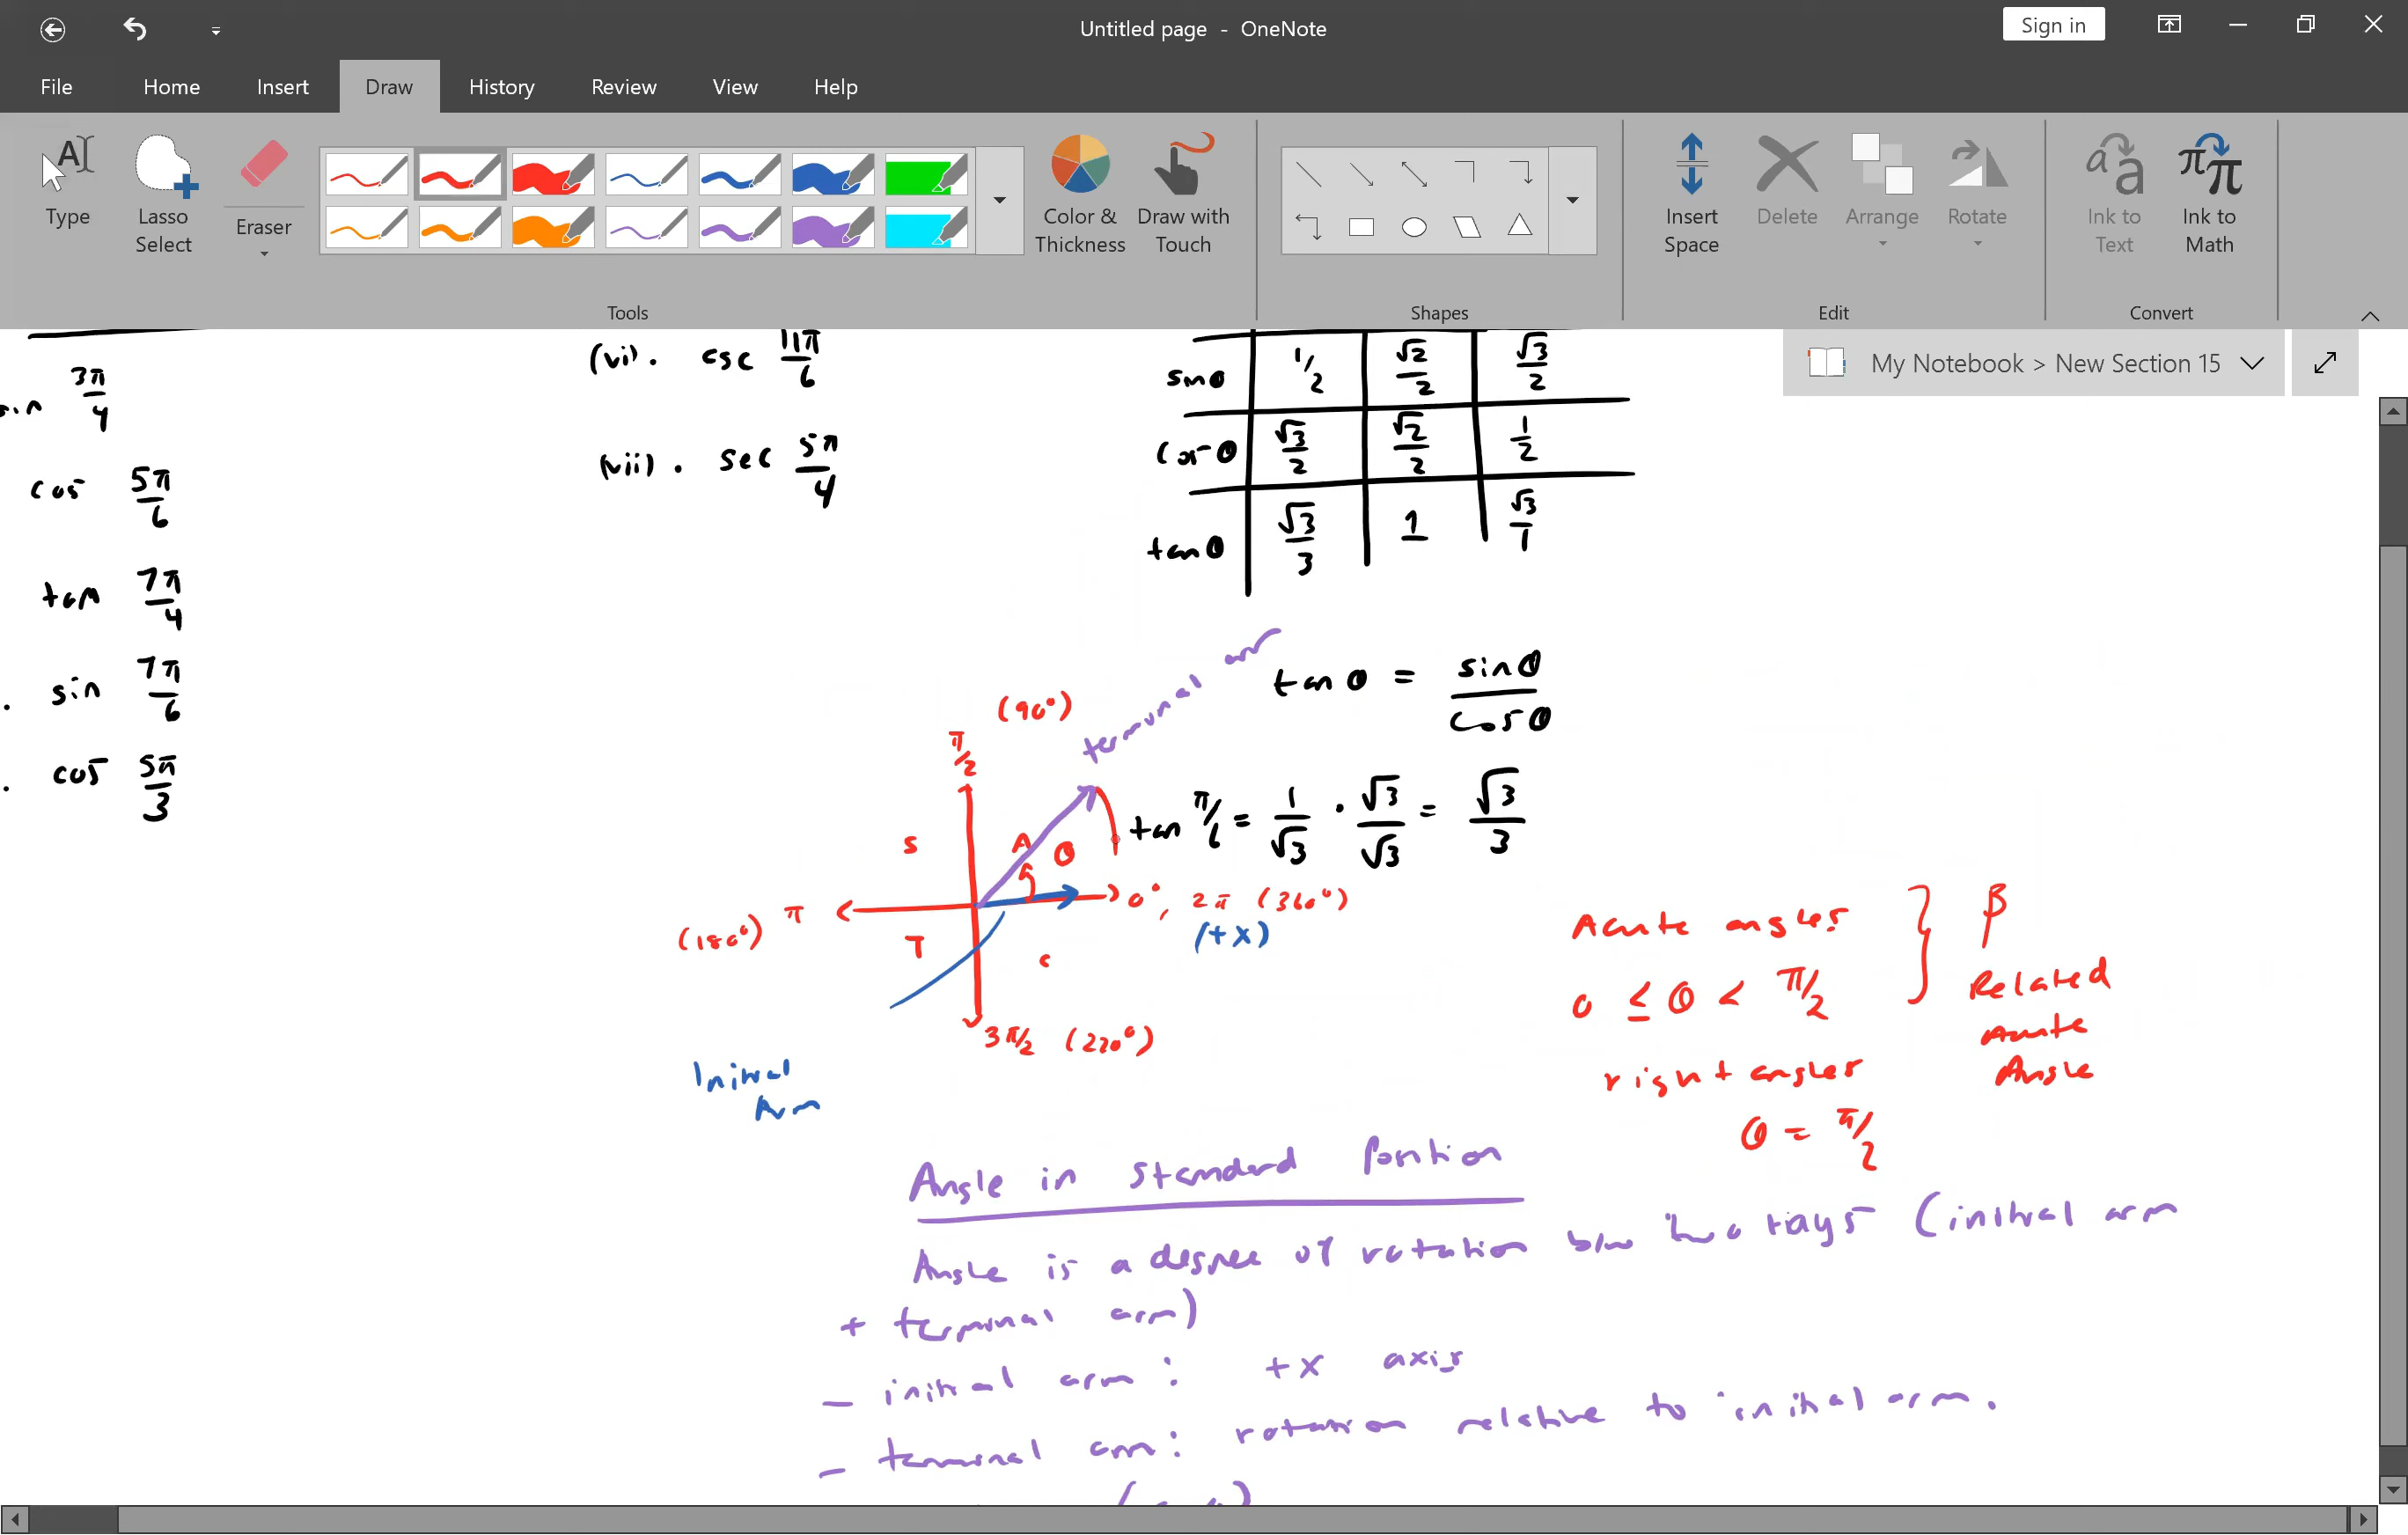 Untitled page - OneNote
Sign in
File Home Insert Draw History Review View Help
Type
Lasso Select
Eraser
Color & Thickness
Draw with Touch
Insert Space
Delete
Arrange
Rotate
Ink to Text
Ink to Math
Tools
Shapes
Edit
Convert
My Notebook > New Section 15
3π/4
cos 5π/6
tan 7π/4
. sin 7π/6
. cos 5π/3
(vi). csc 11π/6
(vii). sec 5π/4
sinθ 1/2 √2/2 √3/2
cosθ √3/2 √2/2 1/2
tanθ √3/3 1 √3/1
terminal
tanθ = sinθ/cosθ
tan π/6 = 1/√3 · √3/√3 = √3/3
(90°)
π/2
S
A
θ
(180°) π
0°, 2π (360°)
(+x)
T
C
3π/2 (270°)
Initial
Arm
Acute angles
0 ≤ θ < π/2
} β
Related
Acute
Angle
right angles
θ = π/2
Angle in Standard Position
Angle is a degree of rotation b/w two rays (initial arm
+ terminal arm)
- initial arm: +x axis
- terminal arm: rotation relative to initial arm.